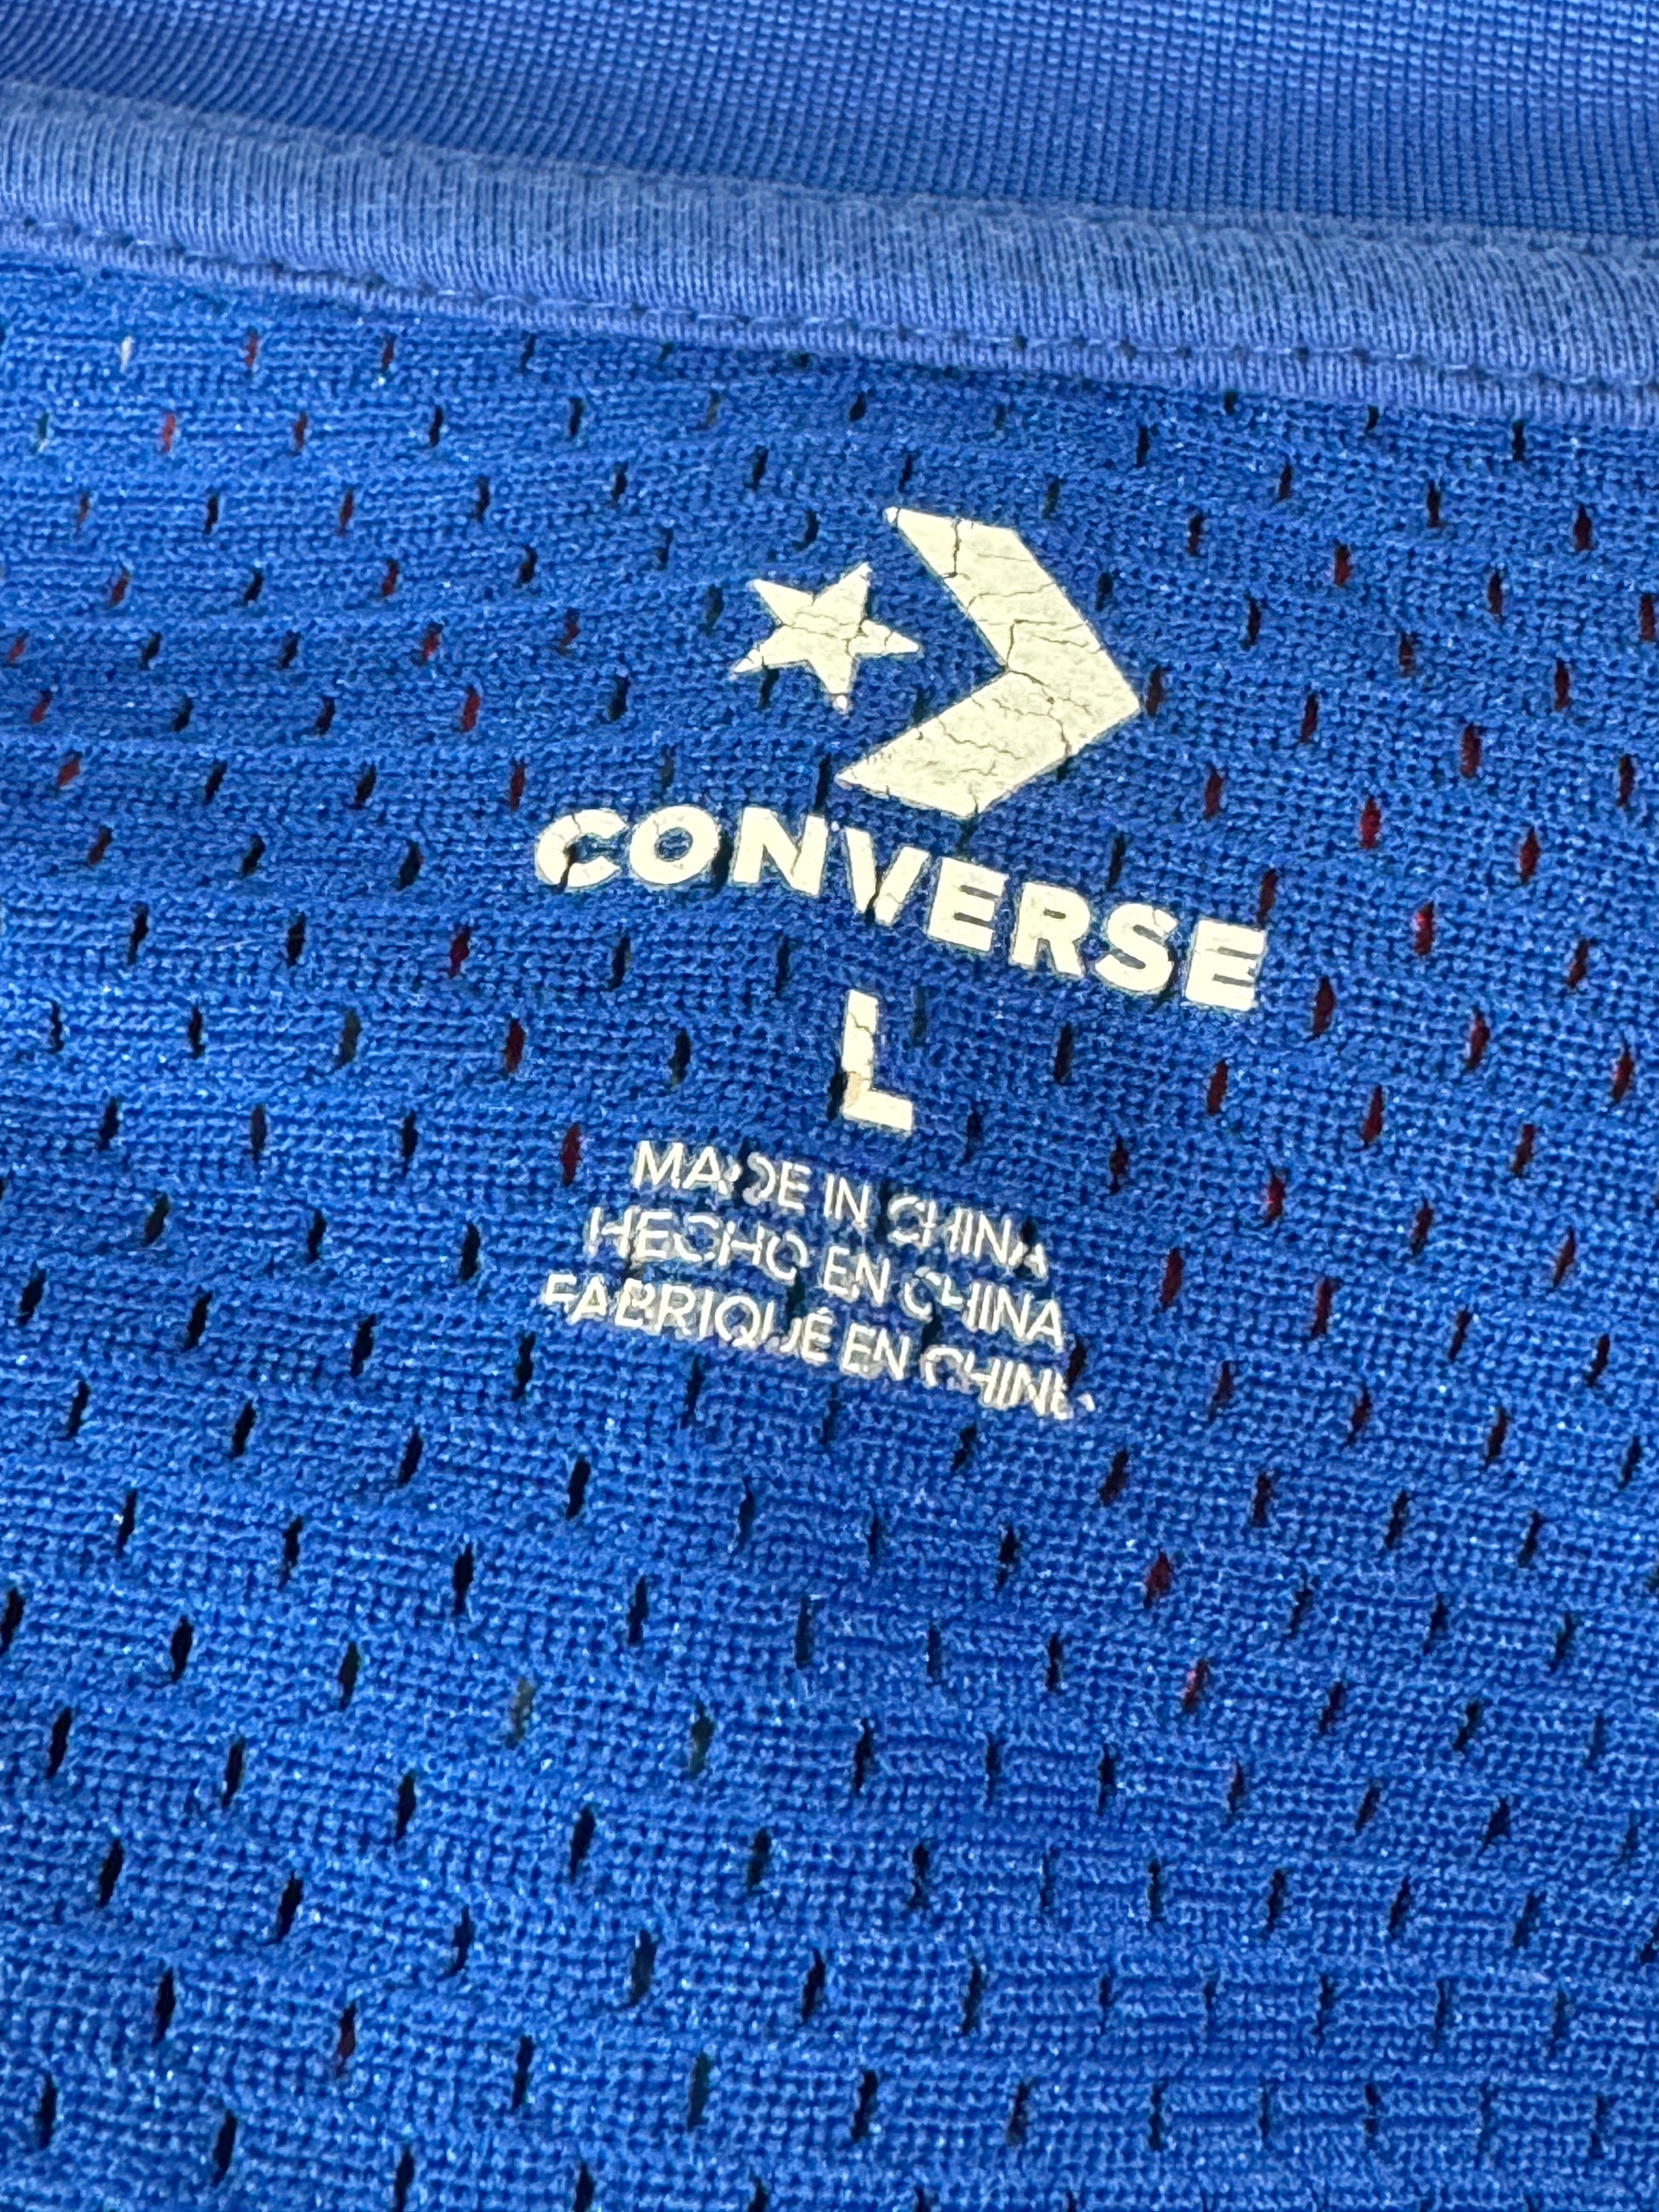 CONVERSE
L
MADE IN CHINA
HECHO EN CHINA
FABRIQUÉ EN CHINE